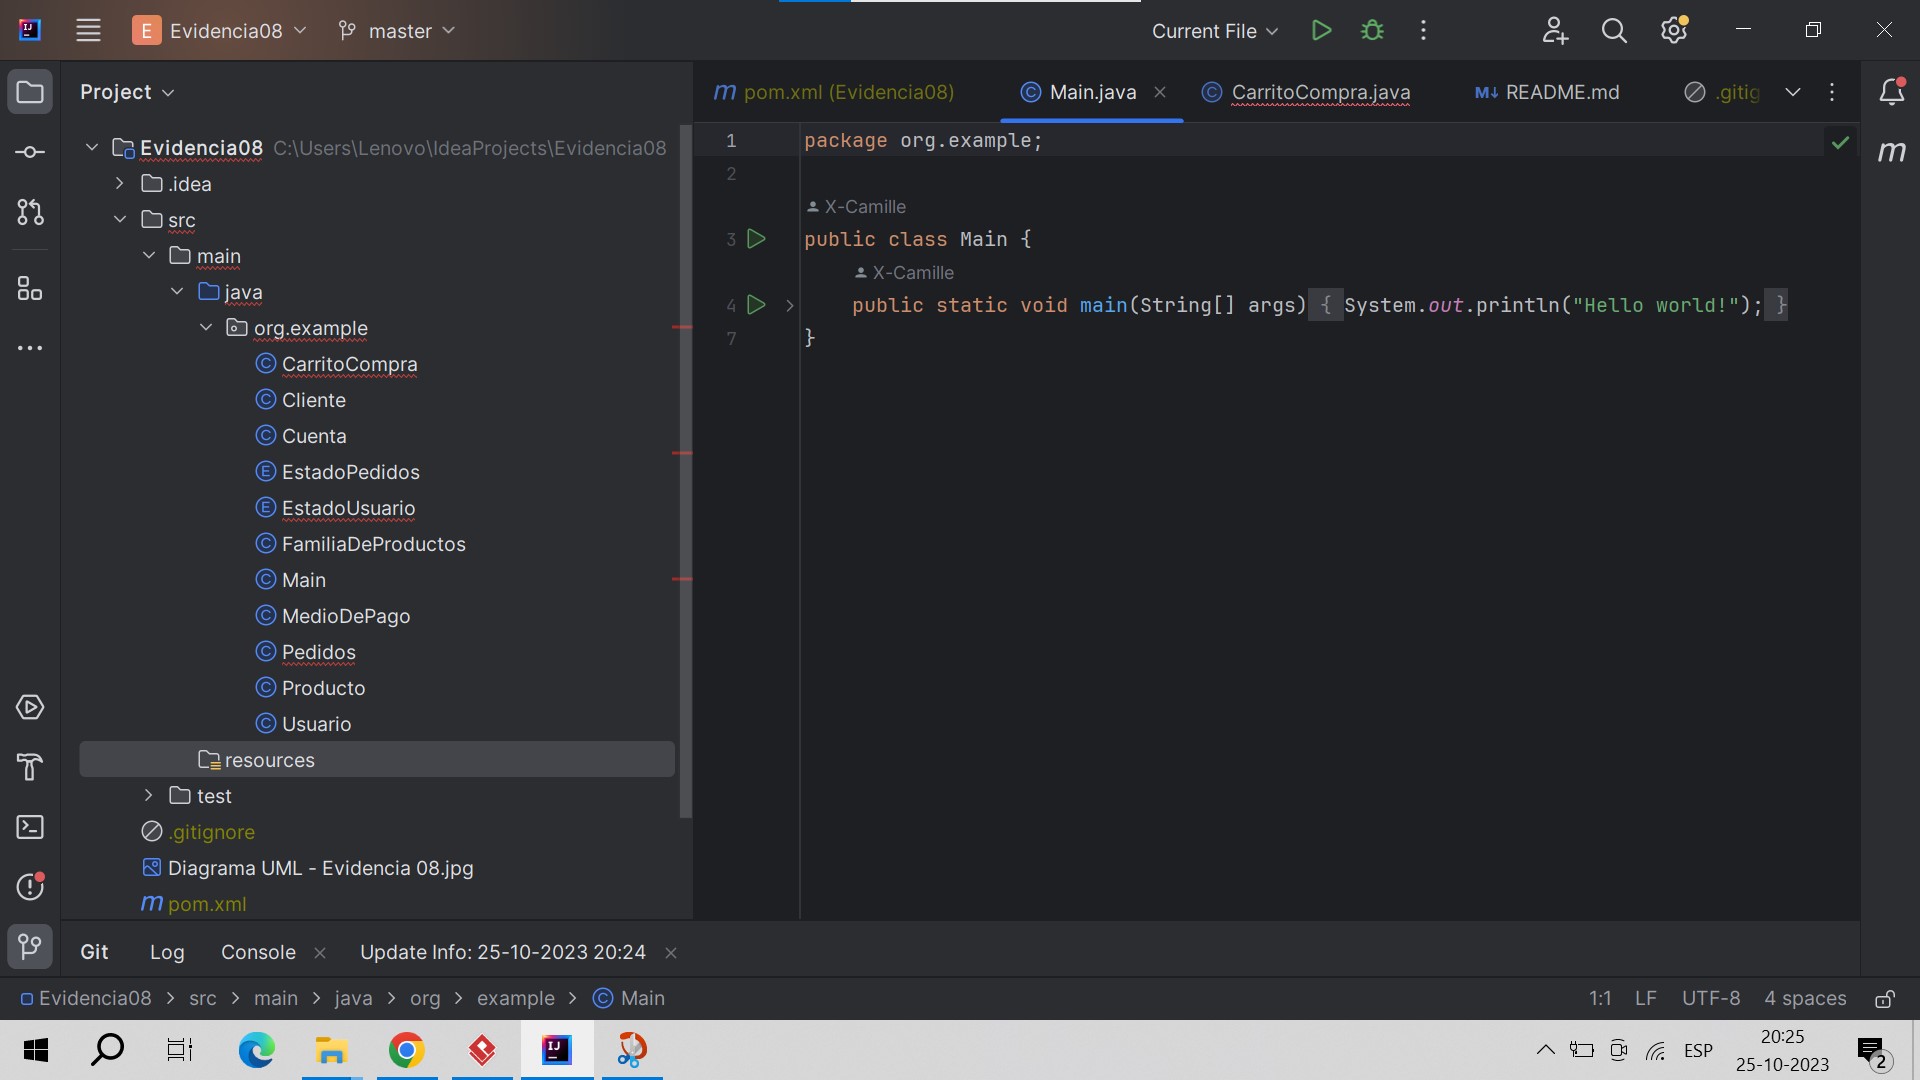 Evidencia08
master
Current File
Project
pom.xml (Evidencia08)
Main.java
CarritoCompra.java
README.md
.gitig
Evidencia08 C:\Users\Lenovo\IdeaProjects\Evidencia08
.idea
src
main
java
org.example
CarritoCompra
Cliente
Cuenta
EstadoPedidos
EstadoUsuario
FamiliaDeProductos
Main
MedioDePago
Pedidos
Producto
Usuario
resources
test
.gitignore
Diagrama UML - Evidencia 08.jpg
pom.xml
1 package org.example;
2
X-Camille
3 public class Main {
X-Camille
4 public static void main(String[] args) { System.out.println("Hello world!"); }
7 }
Git Log Console Update Info: 25-10-2023 20:24
Evidencia08 > src > main > java > org > example > Main
1:1 LF UTF-8 4 spaces
ESP
20:25
25-10-2023
2